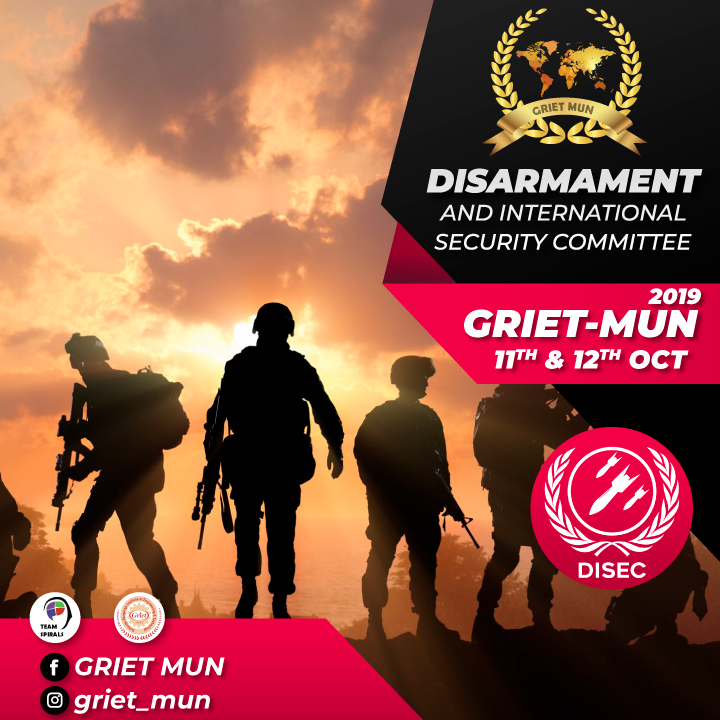 GRIET MUN
DISARMAMENT
AND INTERNATIONAL
SECURITY COMMITTEE
2019
GRIET-MUN
11TH & 12TH OCT
DISEC
TEAM
SPIRALS
Griet
GRIET MUN
griet_mun